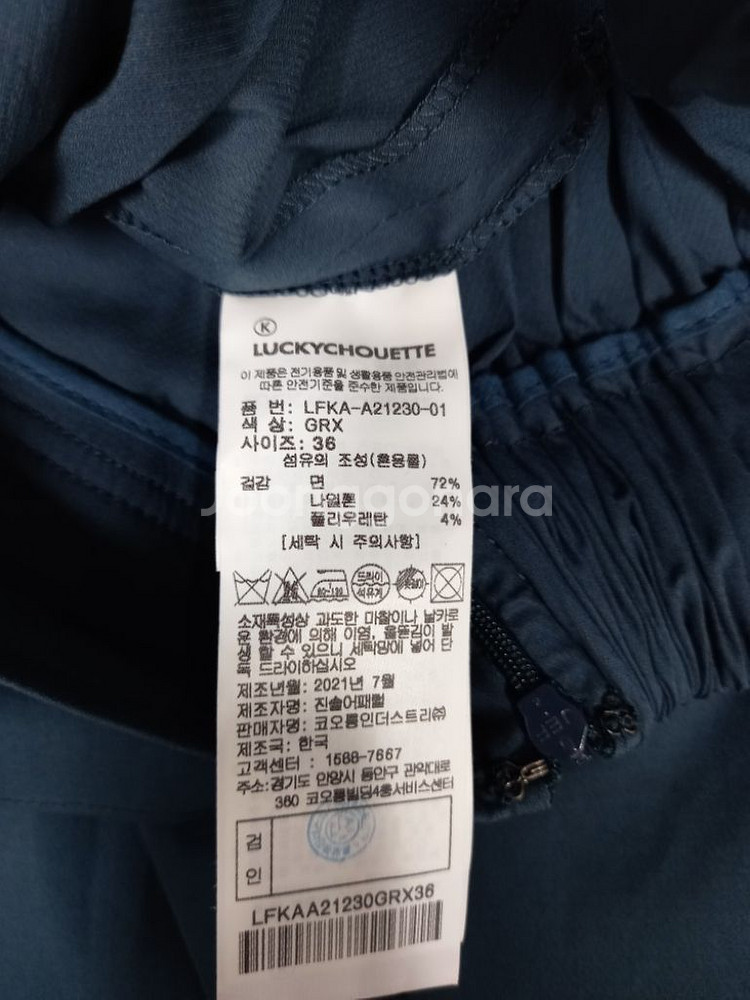 K
LUCKYCHOUETTE
이 제품은 전기용품 및 생활용품 안전관리법에
따른 안전기준을 준수한 제품입니다.
품 번: LFKA-A21230-01
색 상: GRX
사이즈: 36
섬유의 조성(혼용률)
겉감 면 72%
나일론 24%
폴리우레탄 4%
joonggonara
[세탁 시 주의사항]
80~120 드라이
석유계
소재특성상 과도한 마찰이나 날카로
운 환경에 의해 이염, 올뜯김이 발
생 할 수 있으니 세탁망에 넣어 단
독 드라이하십시오
제조년월: 2021년 7월
제조자명: 진솔어패럴
판매자명: 코오롱인더스트리㈜
제조국: 한국
고객센터 : 1588-7667
주소:경기도 안양시 동안구 관악대로
360 코오롱빌딩4층서비스센터
검
인
LFKAA21230GRX36